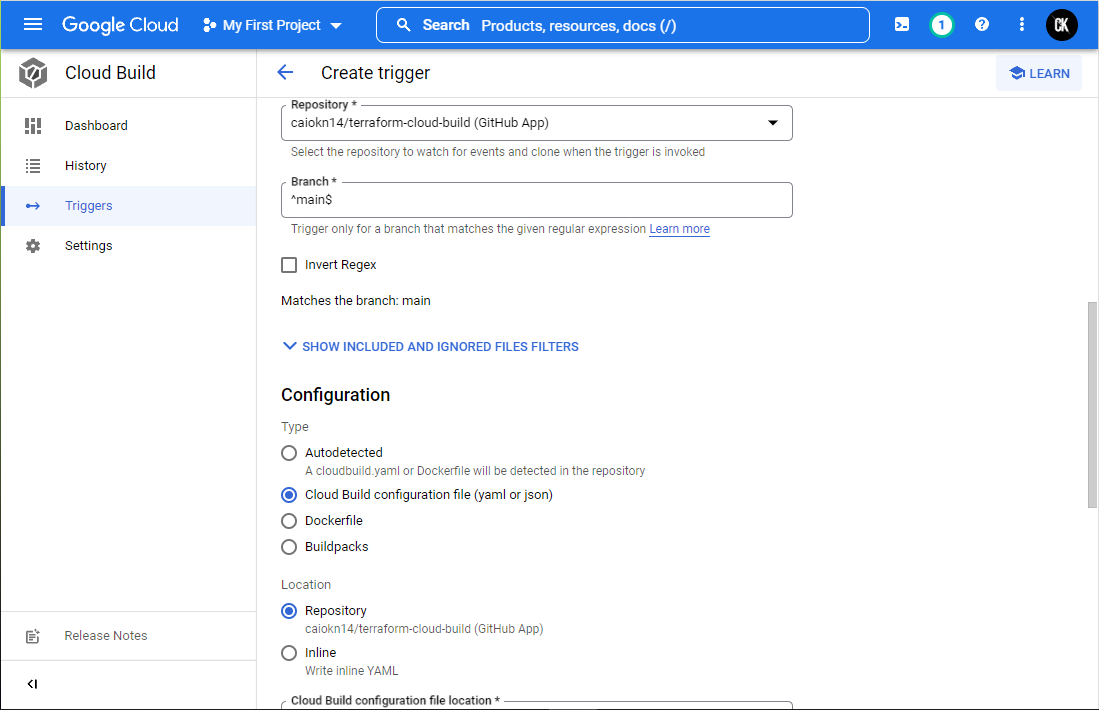 Google Cloud
My First Project
Search Products, resources, docs (/)
1
?
CK
Cloud Build
Create trigger
LEARN
Dashboard
History
Triggers
Settings
Release Notes
Repository *
caiokn14/terraform-cloud-build (GitHub App)
Select the repository to watch for events and clone when the trigger is invoked
Branch *
^main$
Trigger only for a branch that matches the given regular expression Learn more
Invert Regex
Matches the branch: main
SHOW INCLUDED AND IGNORED FILES FILTERS
Configuration
Type
Autodetected
A cloudbuild.yaml or Dockerfile will be detected in the repository
Cloud Build configuration file (yaml or json)
Dockerfile
Buildpacks
Location
Repository
caiokn14/terraform-cloud-build (GitHub App)
Inline
Write inline YAML
Cloud Build configuration file location *